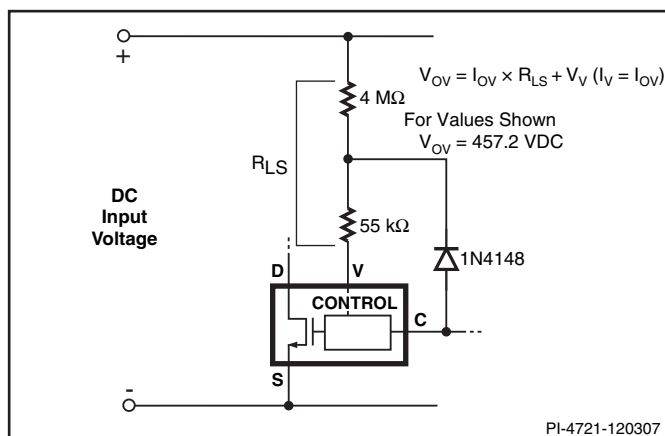 +
V_OV = I_OV × R_LS + V_V (I_V = I_OV)
4 MΩ
For Values Shown
V_OV = 457.2 VDC
R_LS
DC
Input
Voltage
55 kΩ
1N4148
D
V
CONTROL
C
S
-
PI-4721-120307